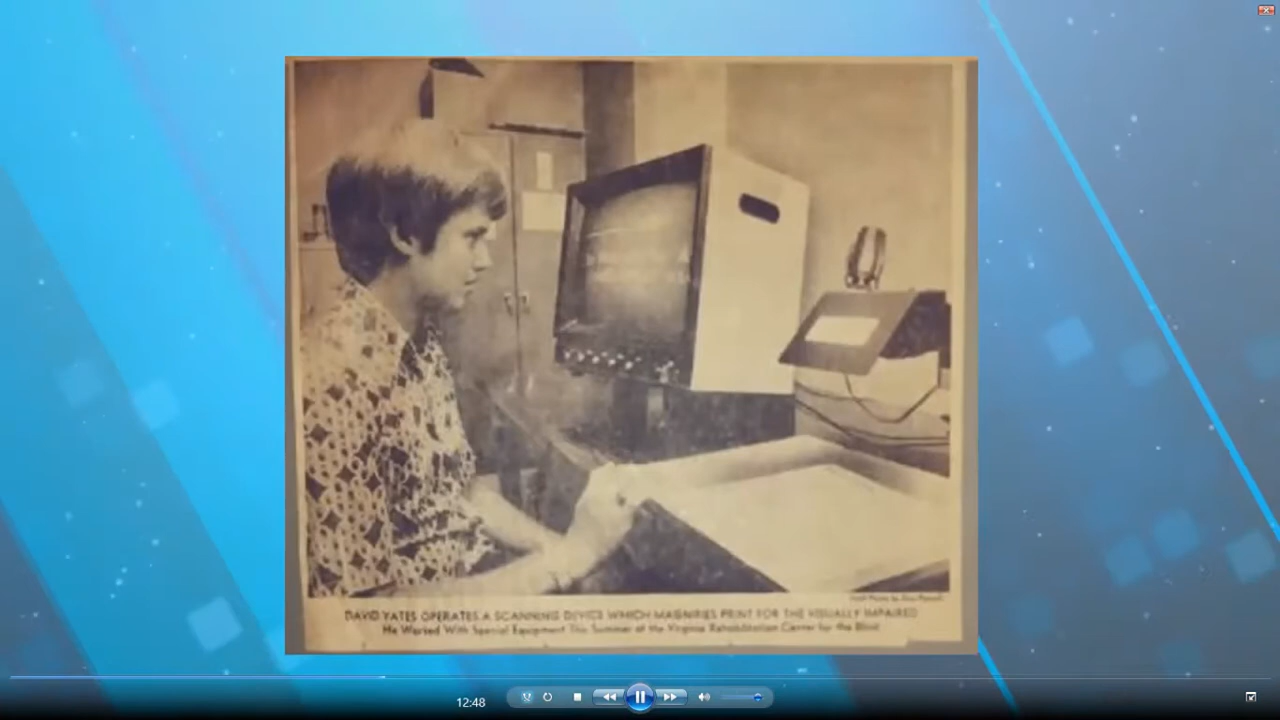 DAVID YATES OPERATES A SCANNING DEVICE WHICH MAGNIFIES PRINT FOR THE VISUALLY IMPAIRED
He Worked With Special Equipment This Summer at the Virginia Rehabilitation Center for the Blind
12:48